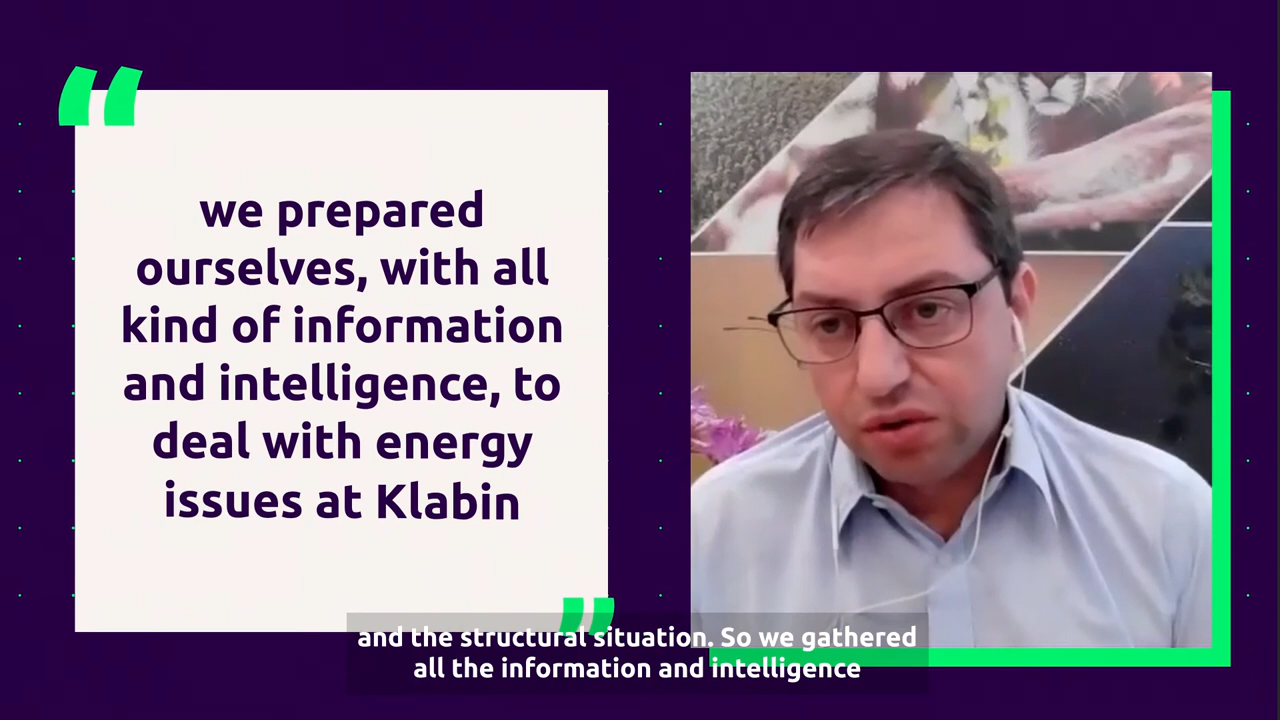 “
we prepared
ourselves, with all
kind of information
and intelligence, to
deal with energy
issues at Klabin
”
and the structural situation. So we gathered
all the information and intelligence